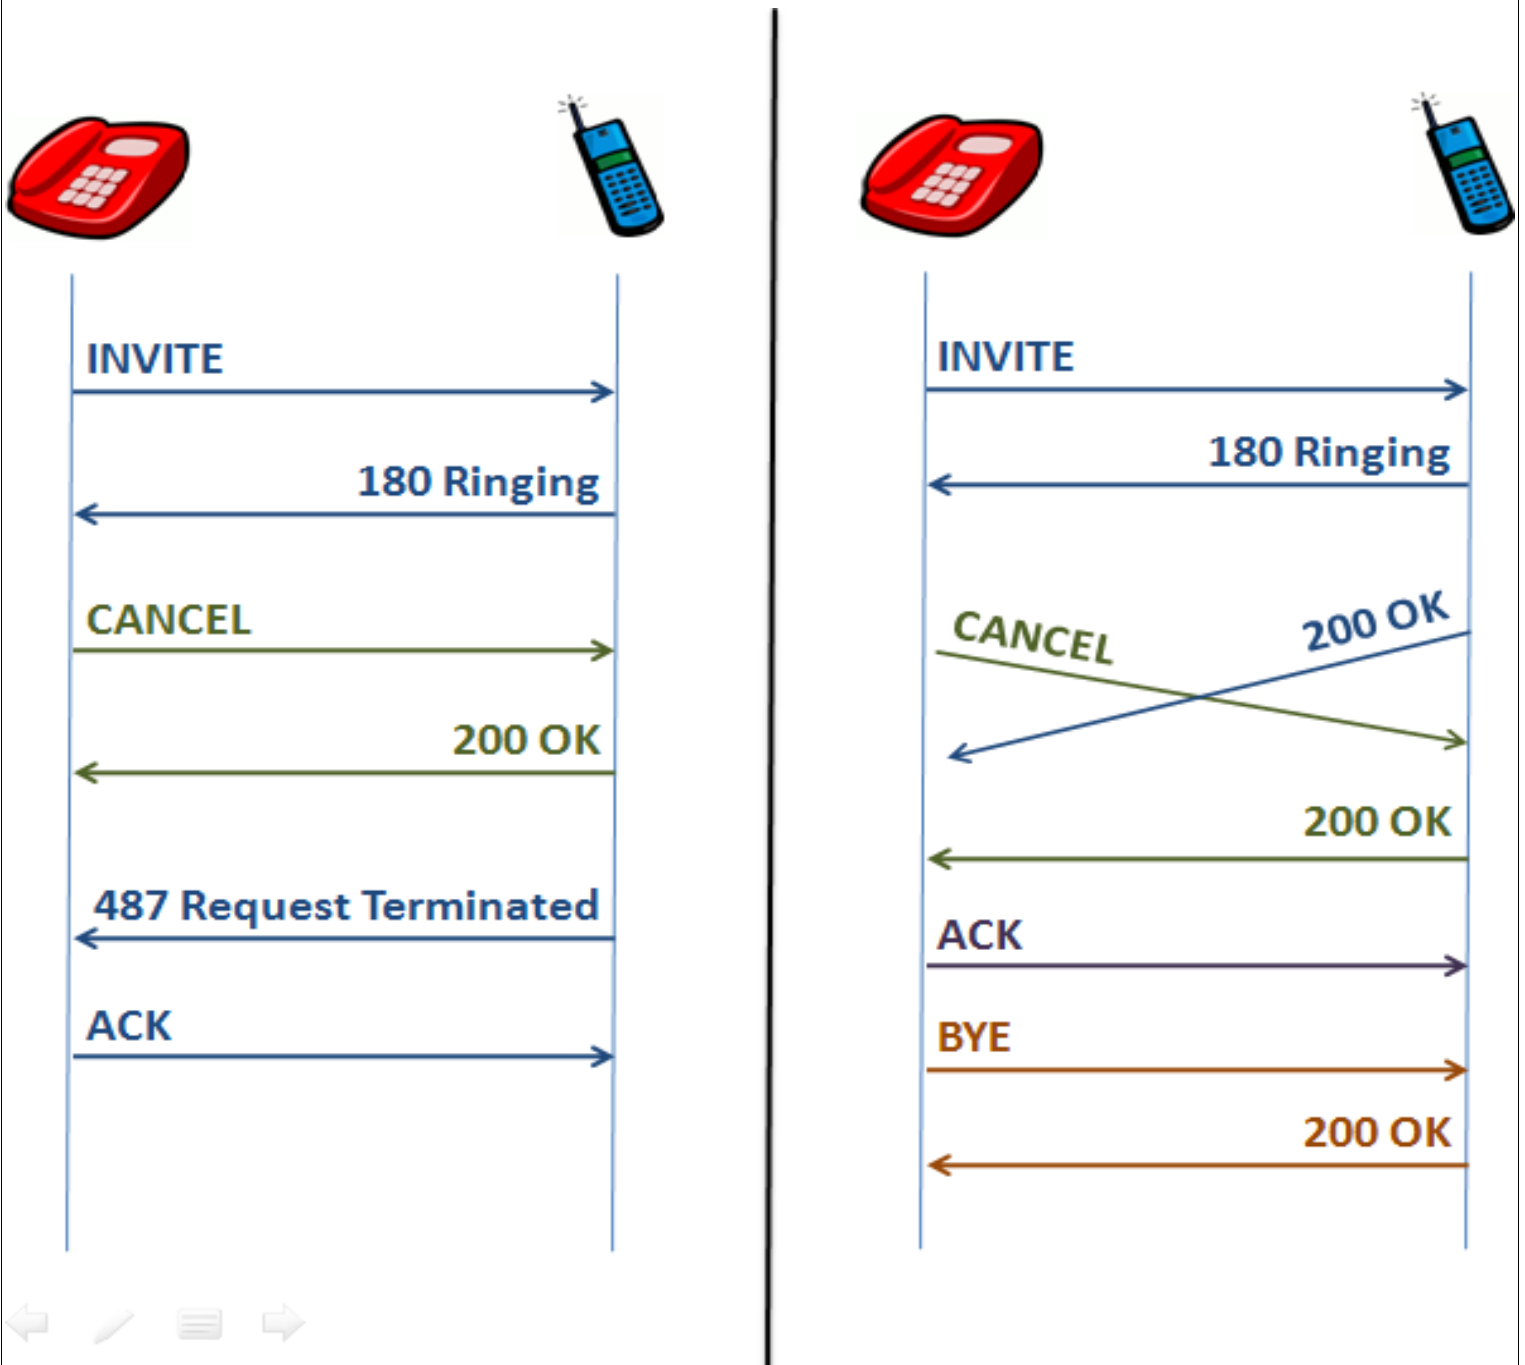 INVITE
180 Ringing
CANCEL
200 OK
487 Request Terminated
ACK
INVITE
180 Ringing
CANCEL
200 OK
200 OK
ACK
BYE
200 OK